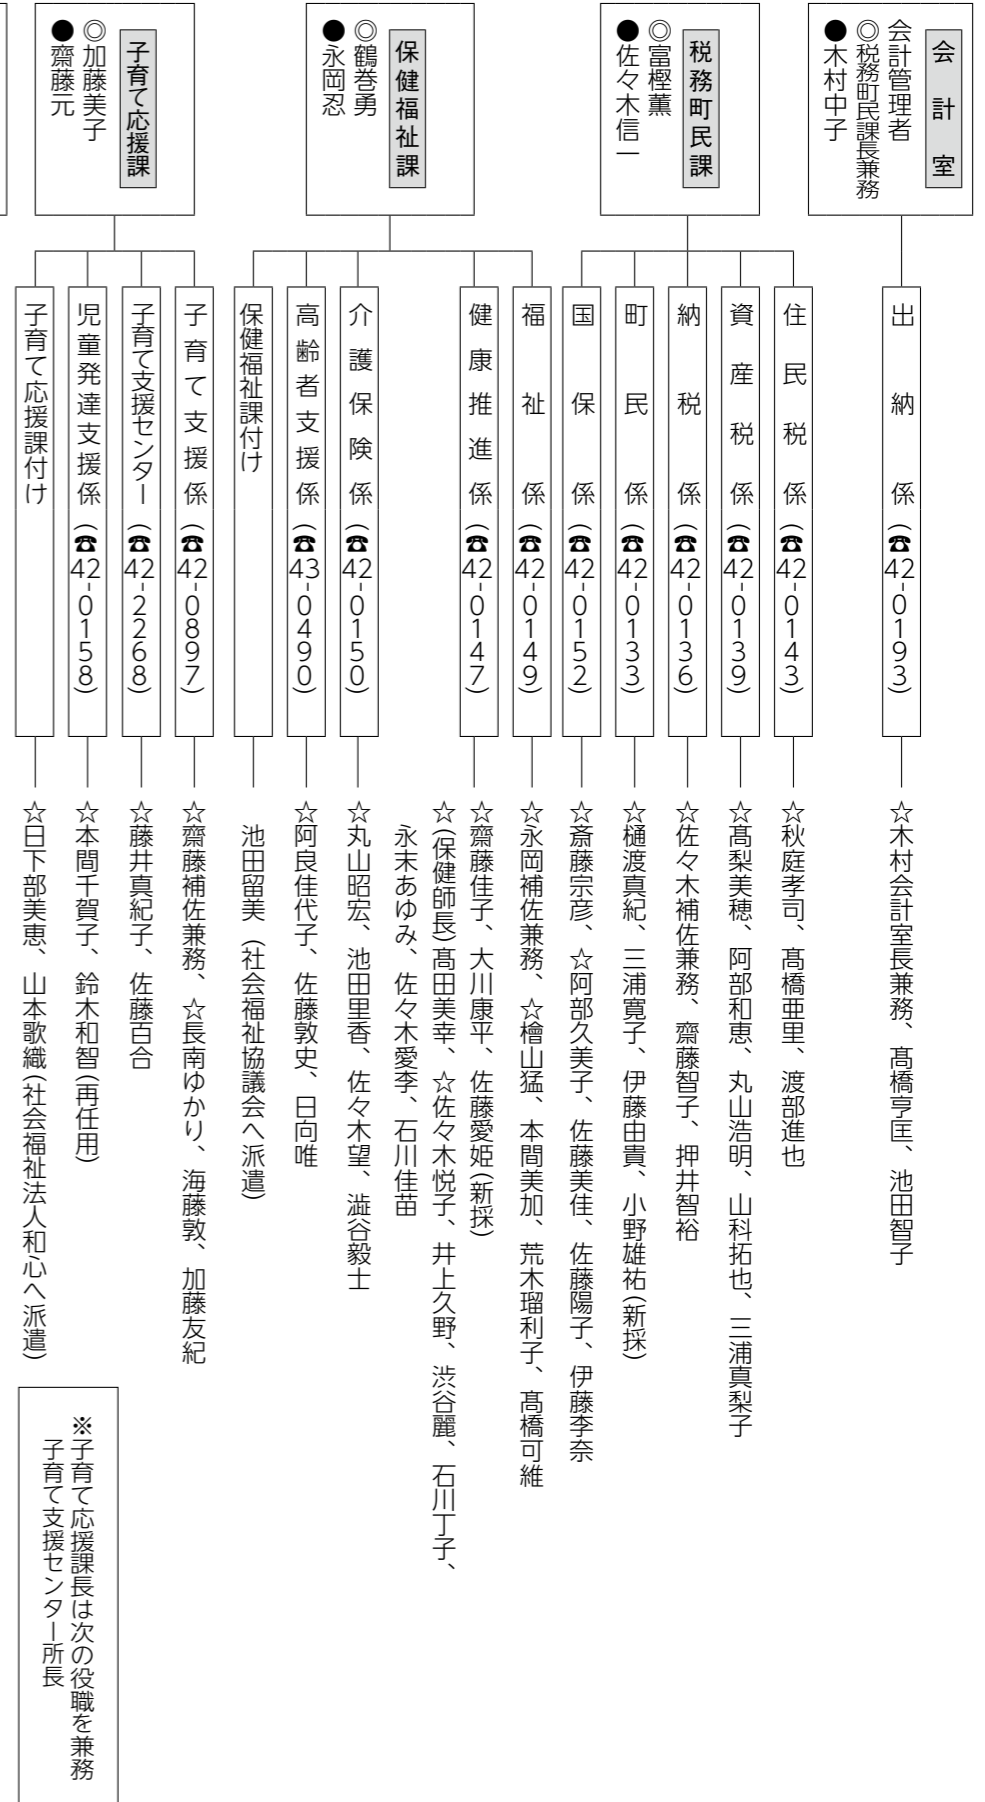 会計室
会計管理者
◎税務町民課長兼務
●木村中子
出納係(☎42-0193)
☆木村会計室長兼務、髙橋亨匡、池田智子
税務町民課
◎富樫薫
●佐々木信一
住民税係(☎42-0143)
☆秋庭孝司、髙橋亜里、渡部進也
資産税係(☎42-0139)
☆髙梨美穂、阿部和恵、丸山浩明、山科拓也、三浦真梨子
納税係(☎42-0136)
☆佐々木補佐兼務、齋藤智子、押井智裕
町民係(☎42-0133)
☆樋渡真紀、三浦寛子、伊藤由貴、小野雄祐(新採)
国保係(☎42-0152)
☆斎藤宗彦、☆阿部久美子、佐藤美佳、佐藤陽子、伊藤李奈
保健福祉課
◎鶴巻勇
●永岡忍
福祉係(☎42-0149)
☆永岡補佐兼務、☆檜山猛、本間美加、荒木瑠利子、髙橋可維
健康推進係(☎42-0147)
☆齋藤佳子、大川康平、佐藤愛姫(新採)
☆(保健師長)髙田美幸、☆佐々木悦子、井上久野、渋谷麗、石川丁子、
永末あゆみ、佐々木愛李、石川佳苗
介護保険係(☎42-0150)
☆丸山昭宏、池田里香、佐々木望、澁谷毅士
高齢者支援係(☎43-0490)
☆阿良佳代子、佐藤敦史、日向唯
保健福祉課付け
池田留美(社会福祉協議会へ派遣)
子育て応援課
◎加藤美子
●齋藤元
子育て支援係(☎42-0897)
☆齋藤補佐兼務、☆長南ゆかり、海藤敦、加藤友紀
子育て支援センター(☎42-2268)
☆藤井真紀子、佐藤百合
児童発達支援係(☎42-0158)
☆本間千賀子、鈴木和智(再任用)
子育て応援課付け
☆日下部美恵、山本歌織(社会福祉法人和心へ派遣)
※子育て応援課長は次の役職を兼務
子育て支援センター所長